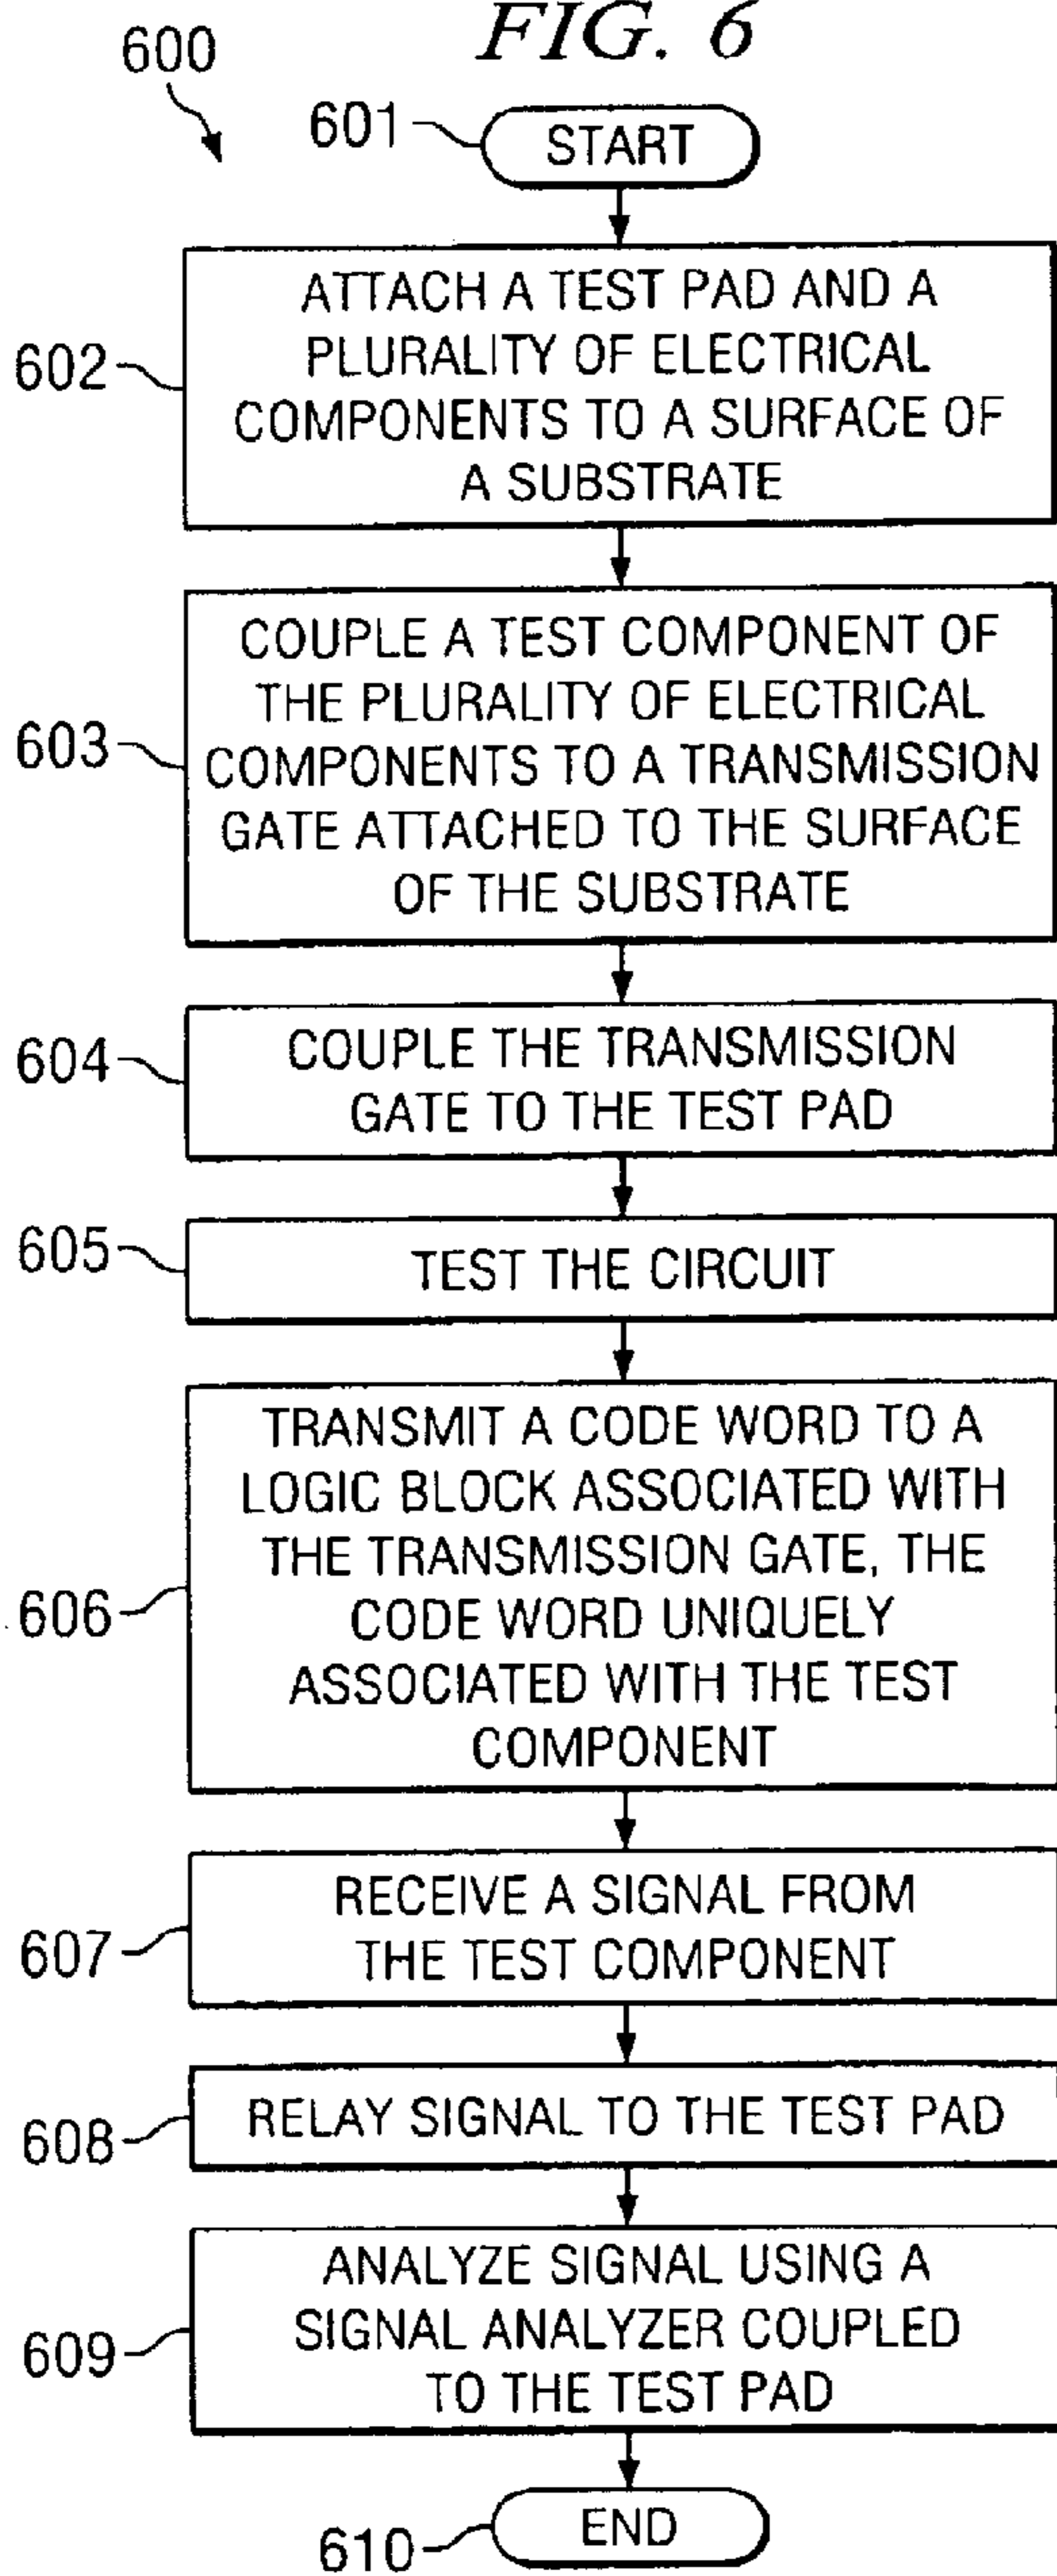 FIG. 6
600
601
START
602
ATTACH A TEST PAD AND A
PLURALITY OF ELECTRICAL
COMPONENTS TO A SURFACE OF
A SUBSTRATE
603
COUPLE A TEST COMPONENT OF
THE PLURALITY OF ELECTRICAL
COMPONENTS TO A TRANSMISSION
GATE ATTACHED TO THE SURFACE
OF THE SUBSTRATE
604
COUPLE THE TRANSMISSION
GATE TO THE TEST PAD
605
TEST THE CIRCUIT
606
TRANSMIT A CODE WORD TO A
LOGIC BLOCK ASSOCIATED WITH
THE TRANSMISSION GATE, THE
CODE WORD UNIQUELY
ASSOCIATED WITH THE TEST
COMPONENT
607
RECEIVE A SIGNAL FROM
THE TEST COMPONENT
608
RELAY SIGNAL TO THE TEST PAD
609
ANALYZE SIGNAL USING A
SIGNAL ANALYZER COUPLED
TO THE TEST PAD
610
END